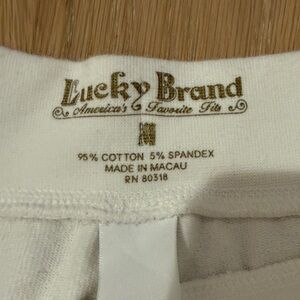 Lucky Brand
America's Favorite Fits
M
95% COTTON 5% SPANDEX
MADE IN MACAU
RN 80318